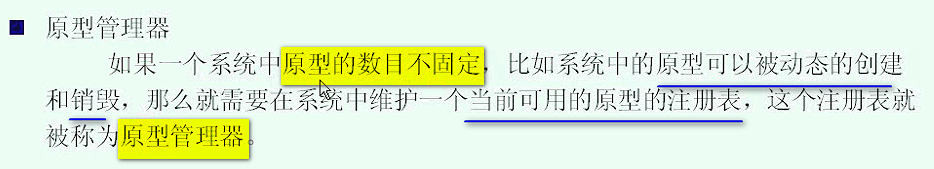 原型管理器
如果一个系统中原型的数目不固定，比如系统中的原型可以被动态的创建
和销毁，那么就需要在系统中维护一个当前可用的原型的注册表，这个注册表就
被称为原型管理器。